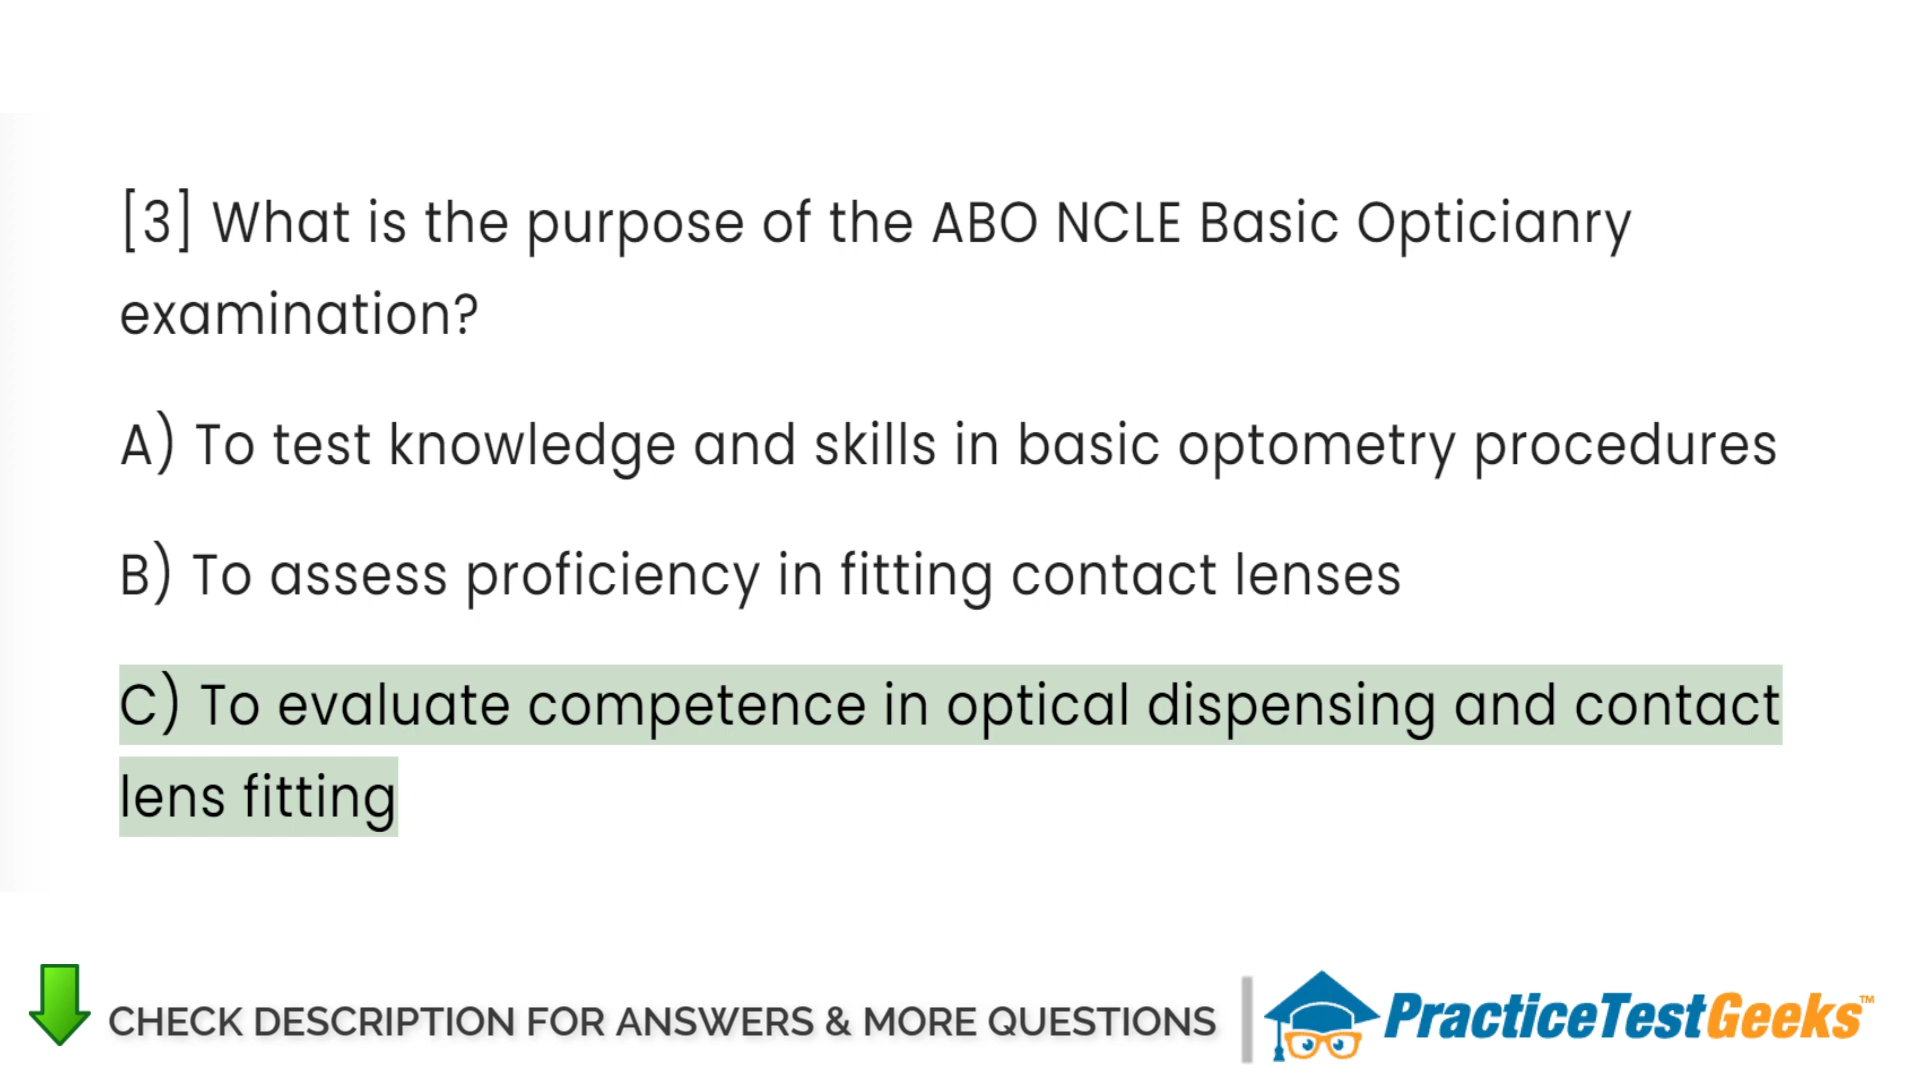 [3] What is the purpose of the ABO NCLE Basic Opticianry
examination?
A) To test knowledge and skills in basic optometry procedures
B) To assess proficiency in fitting contact lenses
C) To evaluate competence in optical dispensing and contact
lens fitting
CHECK DESCRIPTION FOR ANSWERS & MORE QUESTIONS
PracticeTestGeeks™